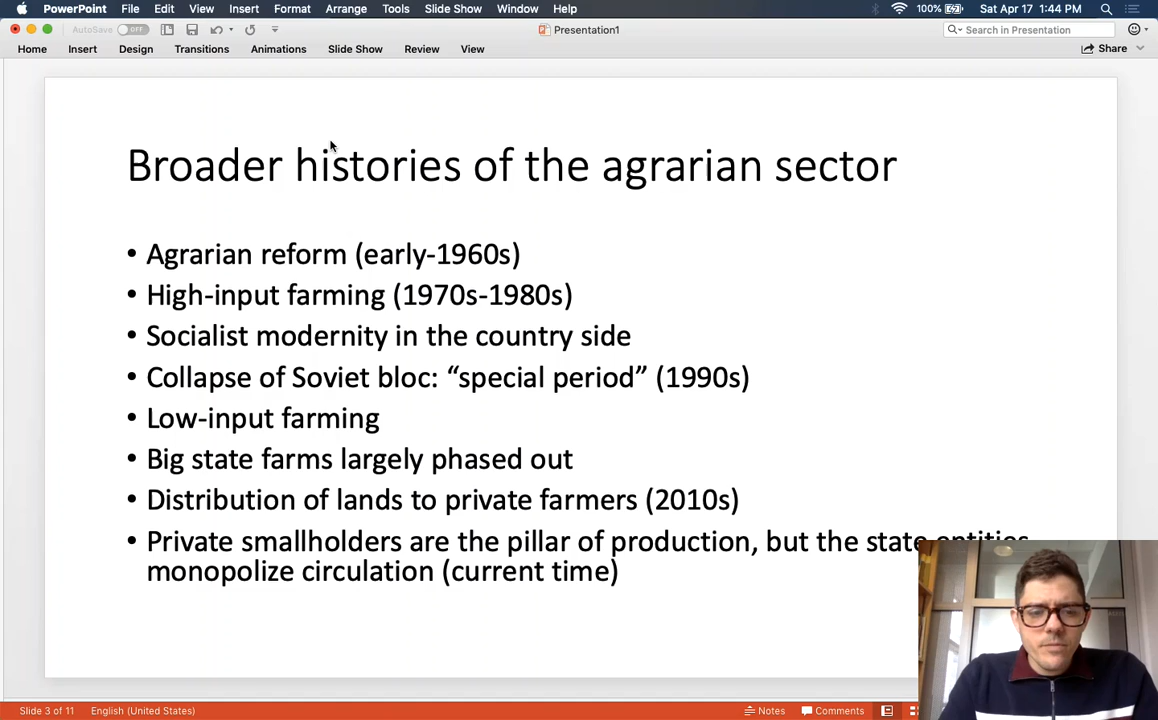 PowerPoint File Edit View Insert Format Arrange Tools Slide Show Window Help 100% Sat Apr 17 1:44 PM
AutoSave OFF Presentation1 Search in Presentation
Home Insert Design Transitions Animations Slide Show Review View Share
Broader histories of the agrarian sector
• Agrarian reform (early-1960s)
• High-input farming (1970s-1980s)
• Socialist modernity in the country side
• Collapse of Soviet bloc: “special period” (1990s)
• Low-input farming
• Big state farms largely phased out
• Distribution of lands to private farmers (2010s)
• Private smallholders are the pillar of production, but the state entities
monopolize circulation (current time)
Slide 3 of 11 English (United States) Notes Comments